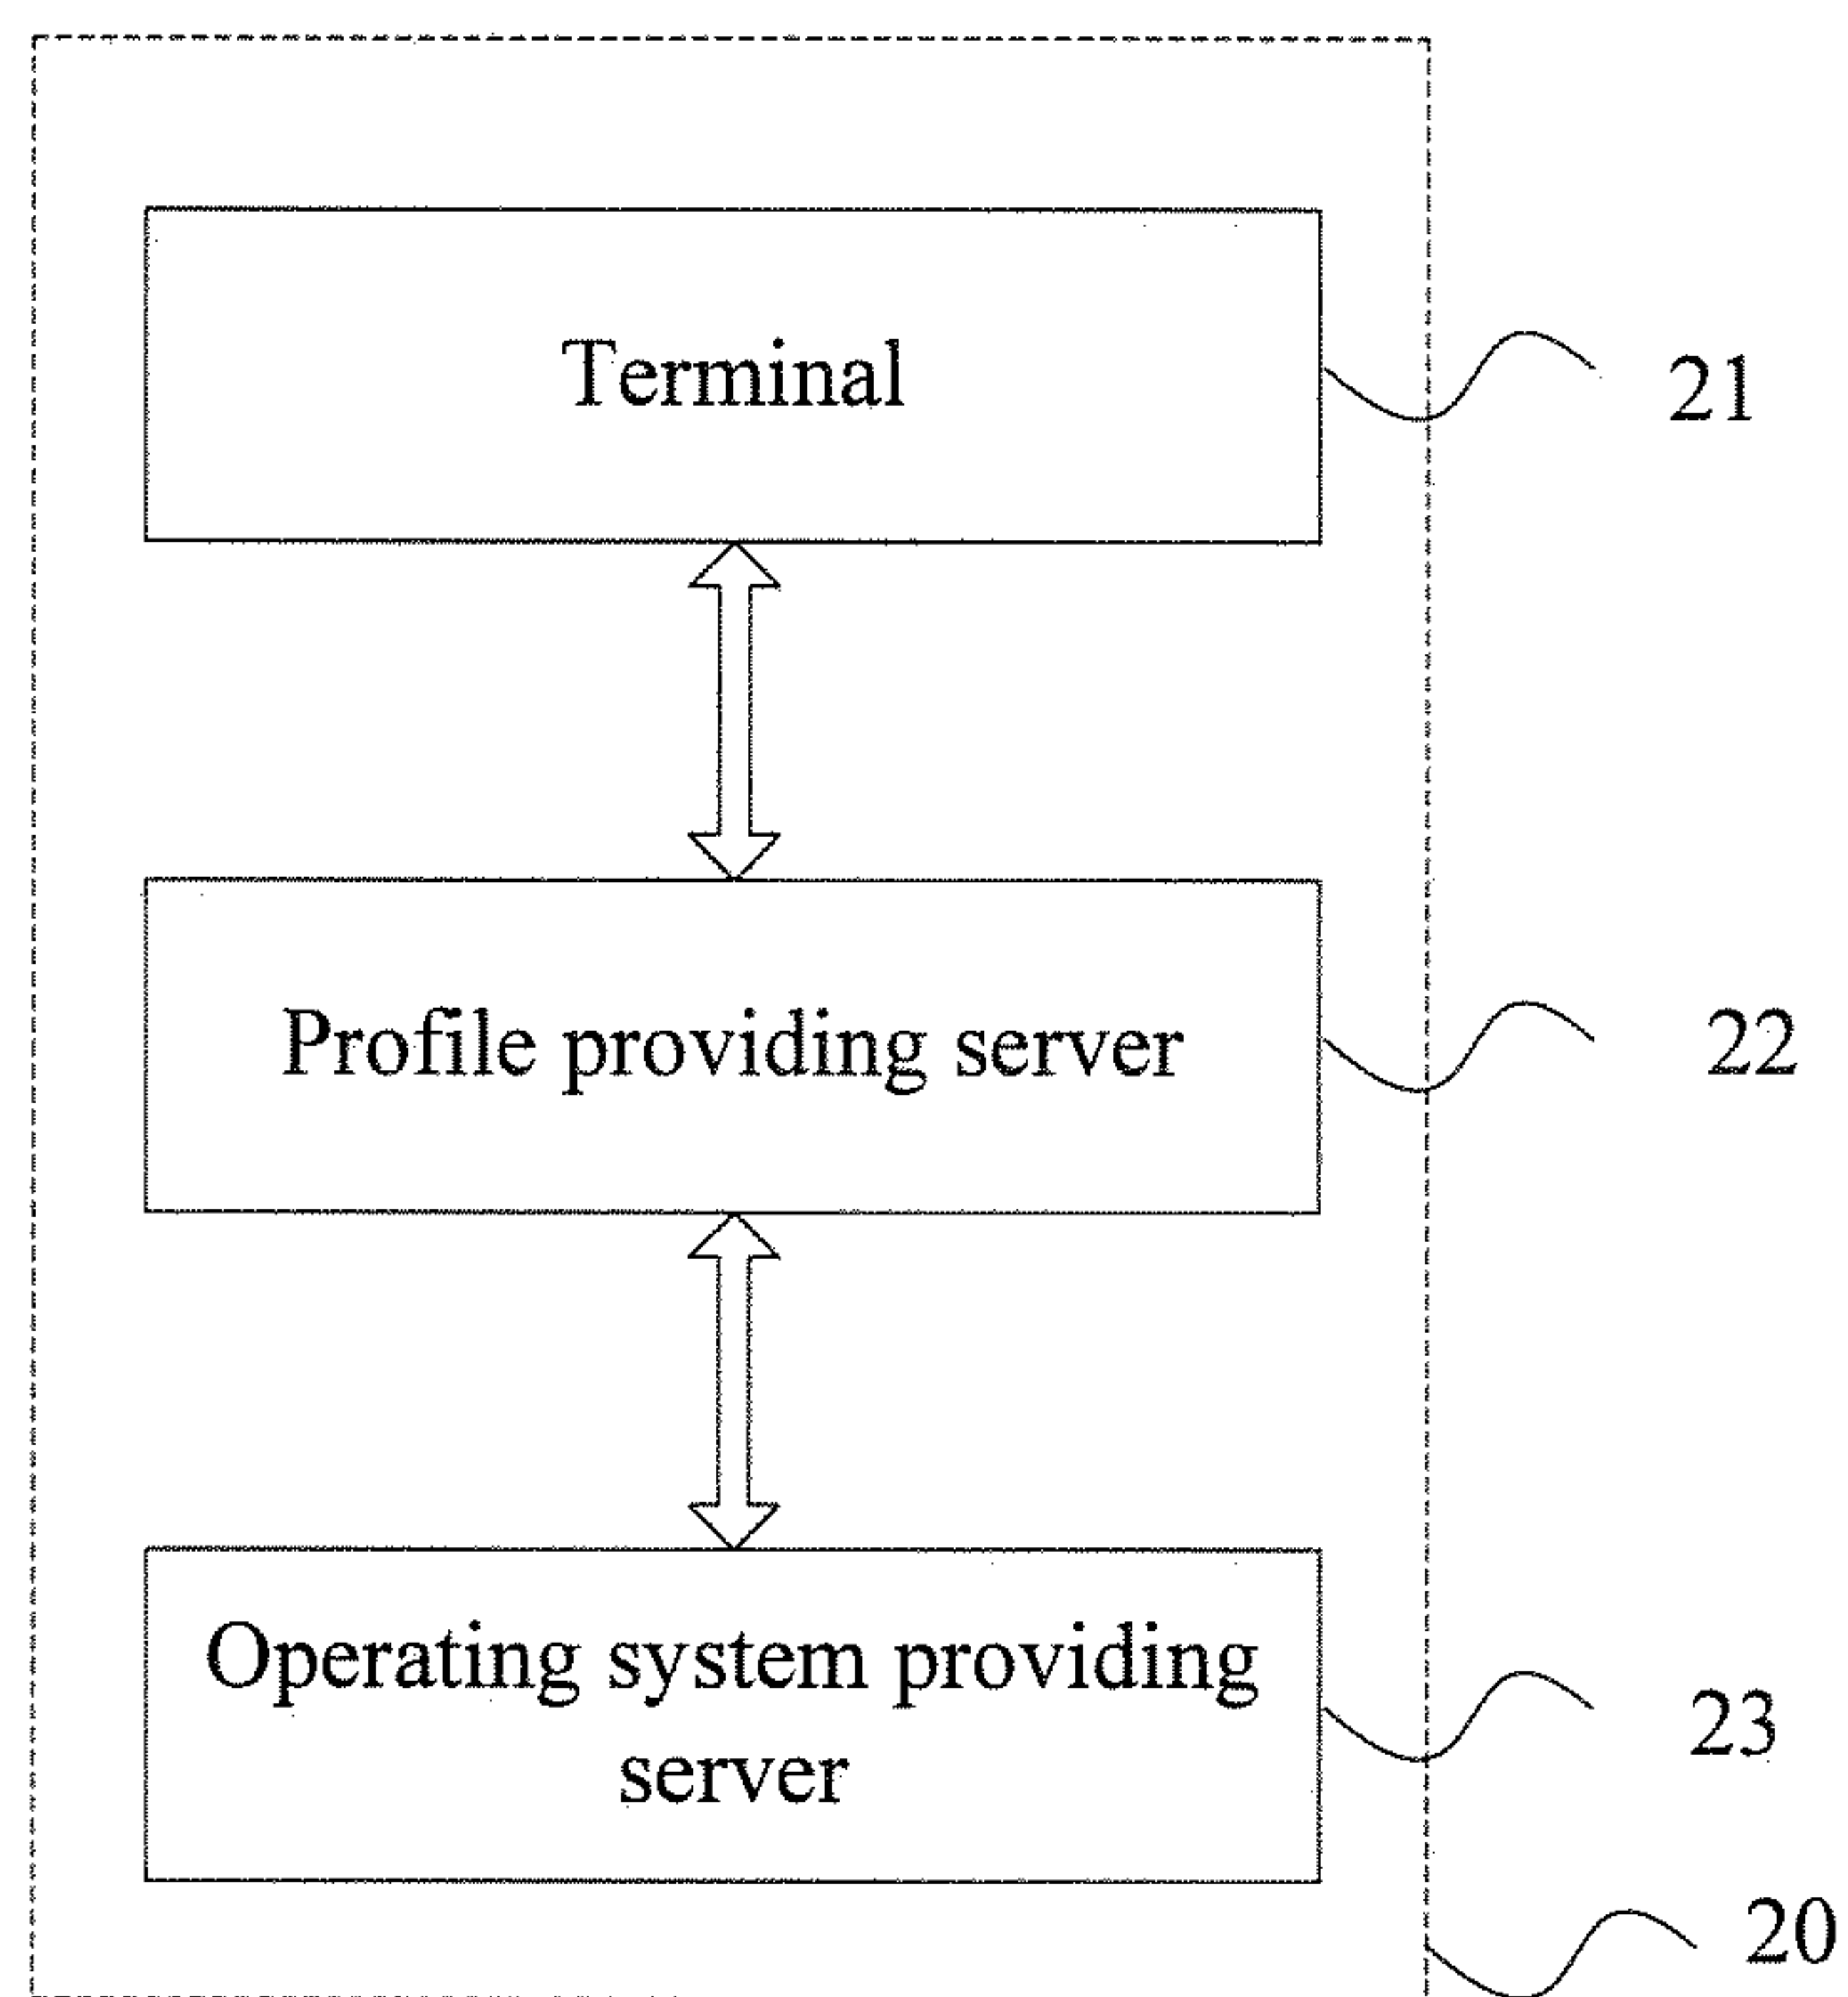 Terminal
21
Profile providing server
22
Operating system providing
server
23
20